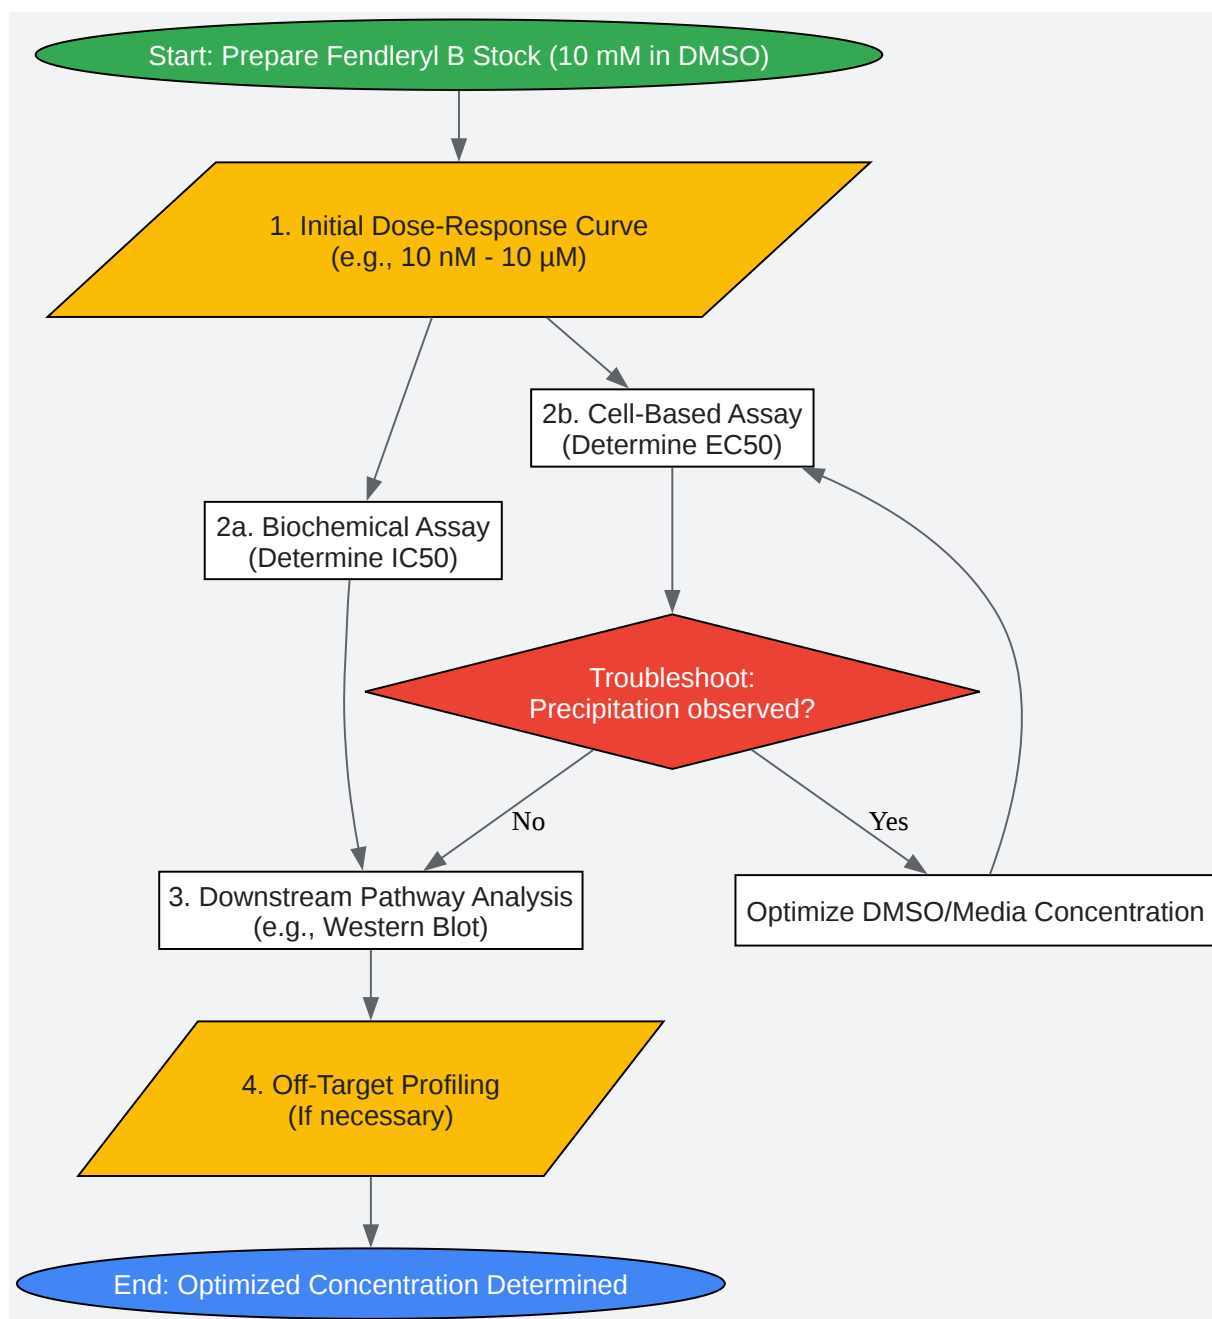 Start: Prepare Fendleryl B Stock (10 mM in DMSO)
1. Initial Dose-Response Curve
(e.g., 10 nM - 10 µM)
2b. Cell-Based Assay
(Determine EC50)
2a. Biochemical Assay
(Determine IC50)
Troubleshoot:
Precipitation observed?
No
Yes
3. Downstream Pathway Analysis
(e.g., Western Blot)
Optimize DMSO/Media Concentration
4. Off-Target Profiling
(If necessary)
End: Optimized Concentration Determined